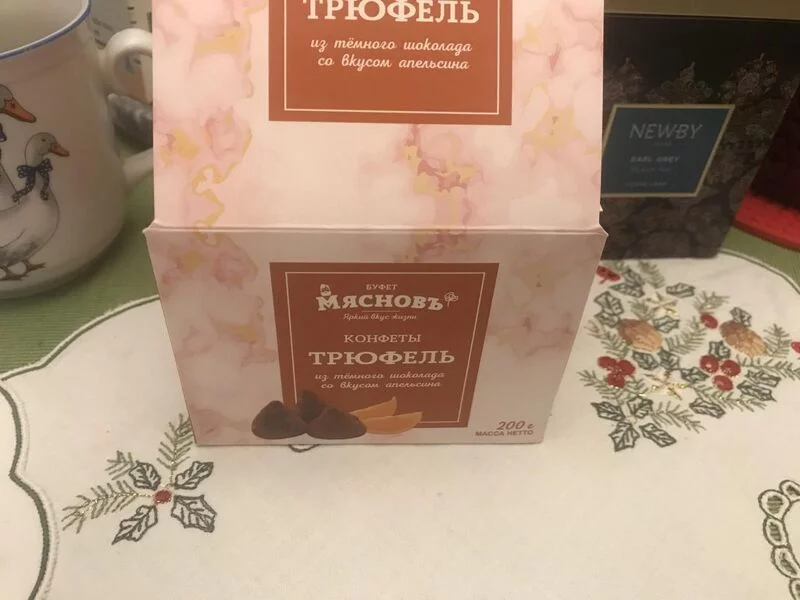 ТРЮФЕЛЬ
из тёмного шоколада
со вкусом апельсина
NEWBY
EARL GREY
БУФЕТ
МЯСНОВЪ
Яркий вкус жизни
КОНФЕТЫ
ТРЮФЕЛЬ
из тёмного шоколада
со вкусом апельсина
200 г
МАССА НЕТТО